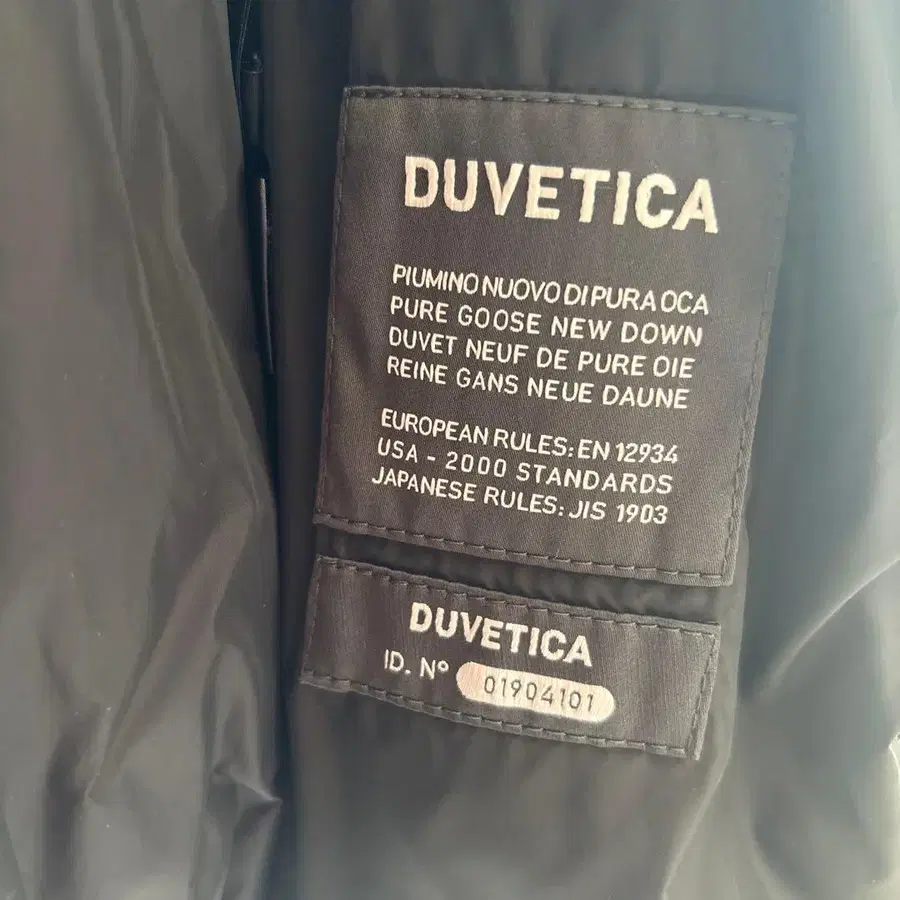 DUVETICA
PIUMINO NUOVO DI PURA OCA
PURE GOOSE NEW DOWN
DUVET NEUF DE PURE OIE
REINE GANS NEUE DAUNE
EUROPEAN RULES: EN 12934
USA - 2000 STANDARDS
JAPANESE RULES: JIS 1903
DUVETICA
ID. Nº 01904101